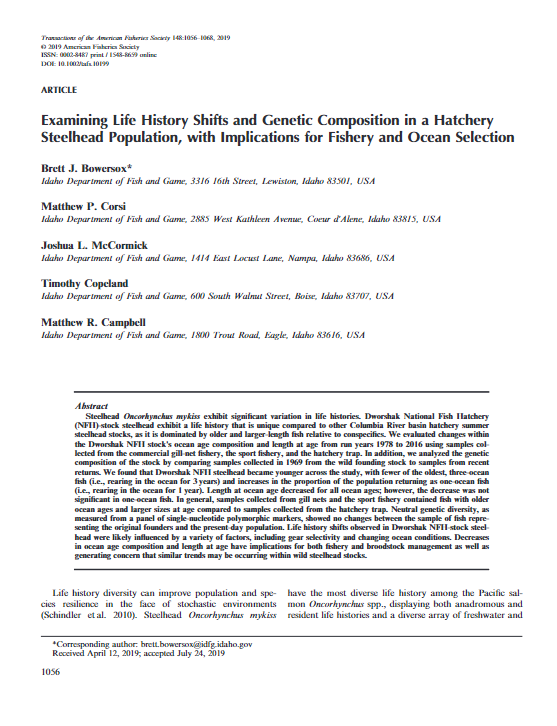 Transactions of the American Fisheries Society 148:1056–1068, 2019
© 2019 American Fisheries Society
ISSN: 0002-8487 print / 1548-8659 online
DOI: 10.1002/tafs.10199
ARTICLE
Examining Life History Shifts and Genetic Composition in a Hatchery
Steelhead Population, with Implications for Fishery and Ocean Selection
Brett J. Bowersox*
Idaho Department of Fish and Game, 3316 16th Street, Lewiston, Idaho 83501, USA
Matthew P. Corsi
Idaho Department of Fish and Game, 2885 West Kathleen Avenue, Coeur d'Alene, Idaho 83815, USA
Joshua L. McCormick
Idaho Department of Fish and Game, 1414 East Locust Lane, Nampa, Idaho 83686, USA
Timothy Copeland
Idaho Department of Fish and Game, 600 South Walnut Street, Boise, Idaho 83707, USA
Matthew R. Campbell
Idaho Department of Fish and Game, 1800 Trout Road, Eagle, Idaho 83616, USA
Abstract
Steelhead Oncorhynchus mykiss exhibit significant variation in life histories. Dworshak National Fish Hatchery
(NFH)-stock steelhead exhibit a life history that is unique compared to other Columbia River basin hatchery summer
steelhead stocks, as it is dominated by older and larger-length fish relative to conspecifics. We evaluated changes within
the Dworshak NFH stock's ocean age composition and length at age from run years 1978 to 2016 using samples col-
lected from the commercial gill-net fishery, the sport fishery, and the hatchery trap. In addition, we analyzed the genetic
composition of the stock by comparing samples collected in 1969 from the wild founding stock to samples from recent
returns. We found that Dworshak NFH steelhead became younger across the study, with fewer of the oldest, three-ocean
fish (i.e., rearing in the ocean for 3 years) and increases in the proportion of the population returning as one-ocean fish
(i.e., rearing in the ocean for 1 year). Length at ocean age decreased for all ocean ages; however, the decrease was not
significant in one-ocean fish. In general, samples collected from gill nets and the sport fishery contained fish with older
ocean ages and larger sizes at age compared to samples collected from the hatchery trap. Neutral genetic diversity, as
measured from a panel of single-nucleotide polymorphic markers, showed no changes between the sample of fish repre-
senting the original founders and the present-day population. Life history shifts observed in Dworshak NFH-stock steel-
head were likely influenced by a variety of factors, including gear selectivity and changing ocean conditions. Decreases
in ocean age composition and length at age have implications for both fishery and broodstock management as well as
generating concern that similar trends may be occurring within wild steelhead stocks.
Life history diversity can improve population and spe-
cies resilience in the face of stochastic environments
(Schindler et al. 2010). Steelhead Oncorhynchus mykiss
have the most diverse life history among the Pacific sal-
mon Oncorhynchus spp., displaying both anadromous and
resident life histories and a diverse array of freshwater and
*Corresponding author: brett.bowersox@idfg.idaho.gov
Received April 12, 2019; accepted July 24, 2019
1056